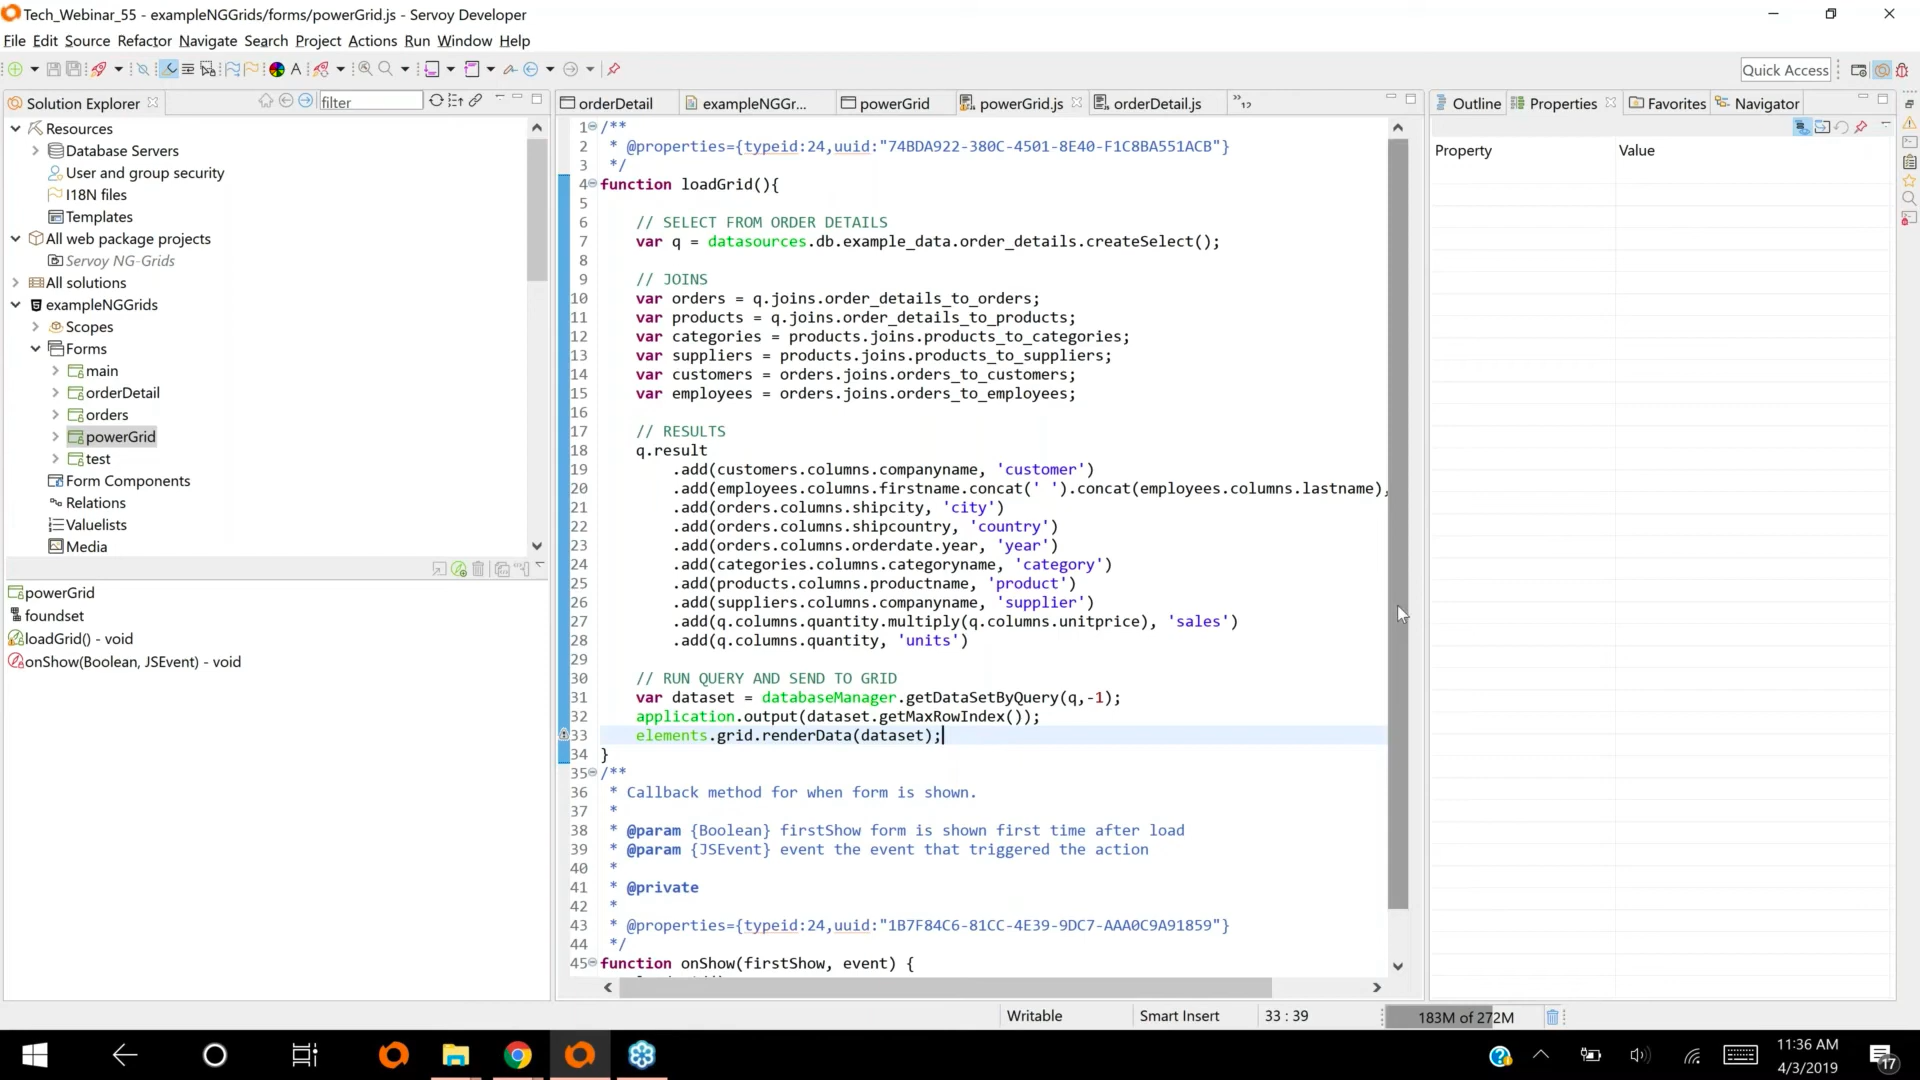 Tech_Webinar_55 - exampleNGGrids/forms/powerGrid.js - Servoy Developer
File Edit Source Refactor Navigate Search Project Actions Run Window Help
Quick Access
Solution Explorer
filter
Resources
Database Servers
User and group security
I18N files
Templates
All web package projects
Servoy NG-Grids
All solutions
exampleNGGrids
Scopes
Forms
main
orderDetail
orders
powerGrid
test
Form Components
Relations
Valuelists
Media
powerGrid
foundset
loadGrid() - void
onShow(Boolean, JSEvent) - void
orderDetail exampleNGGr... powerGrid powerGrid.js orderDetail.js »12
1 /**
2 * @properties={typeid:24,uuid:"74BDA922-380C-4501-8E40-F1C8BA551ACB"}
3 */
4 function loadGrid(){
5
6 // SELECT FROM ORDER DETAILS
7 var q = datasources.db.example_data.order_details.createSelect();
8
9 // JOINS
10 var orders = q.joins.order_details_to_orders;
11 var products = q.joins.order_details_to_products;
12 var categories = products.joins.products_to_categories;
13 var suppliers = products.joins.products_to_suppliers;
14 var customers = orders.joins.orders_to_customers;
15 var employees = orders.joins.orders_to_employees;
16
17 // RESULTS
18 q.result
19 .add(customers.columns.companyname, 'customer')
20 .add(employees.columns.firstname.concat(' ').concat(employees.columns.lastname),
21 .add(orders.columns.shipcity, 'city')
22 .add(orders.columns.shipcountry, 'country')
23 .add(orders.columns.orderdate.year, 'year')
24 .add(categories.columns.categoryname, 'category')
25 .add(products.columns.productname, 'product')
26 .add(suppliers.columns.companyname, 'supplier')
27 .add(q.columns.quantity.multiply(q.columns.unitprice), 'sales')
28 .add(q.columns.quantity, 'units')
29
30 // RUN QUERY AND SEND TO GRID
31 var dataset = databaseManager.getDataSetByQuery(q,-1);
32 application.output(dataset.getMaxRowIndex());
33 elements.grid.renderData(dataset);
34 }
35 /**
36 * Callback method for when form is shown.
37 *
38 * @param {Boolean} firstShow form is shown first time after load
39 * @param {JSEvent} event the event that triggered the action
40 *
41 * @private
42 *
43 * @properties={typeid:24,uuid:"1B7F84C6-81CC-4E39-9DC7-AAA0C9A91859"}
44 */
45 function onShow(firstShow, event) {
Outline Properties Favorites Navigator
Property Value
Writable Smart Insert 33 : 39 183M of 272M
11:36 AM
4/3/2019
17